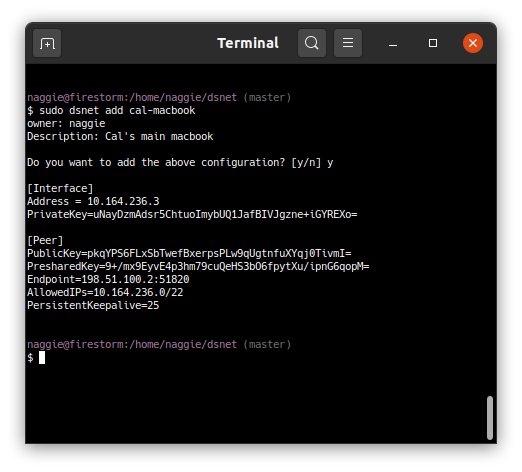 Terminal
naggie@firestorm:/home/naggie/dsnet (master)
$ sudo dsnet add cal-macbook
owner: naggie
Description: Cal's main macbook
Do you want to add the above configuration? [y/n] y
[Interface]
Address = 10.164.236.3
PrivateKey=uNayDzmAdsr5ChtuoImybUQ1JafBIVJgzne+iGYREXo=
[Peer]
PublicKey=pkqYPS6FLxSbTwefBxerpsPLw9qUgtnfuXYqj0TivmI=
PresharedKey=9+/mx9EyvE4p3hm79cuQeHS3bO6fpytXu/ipnG6qopM=
Endpoint=198.51.100.2:51820
AllowedIPs=10.164.236.0/22
PersistentKeepalive=25
naggie@firestorm:/home/naggie/dsnet (master)
$